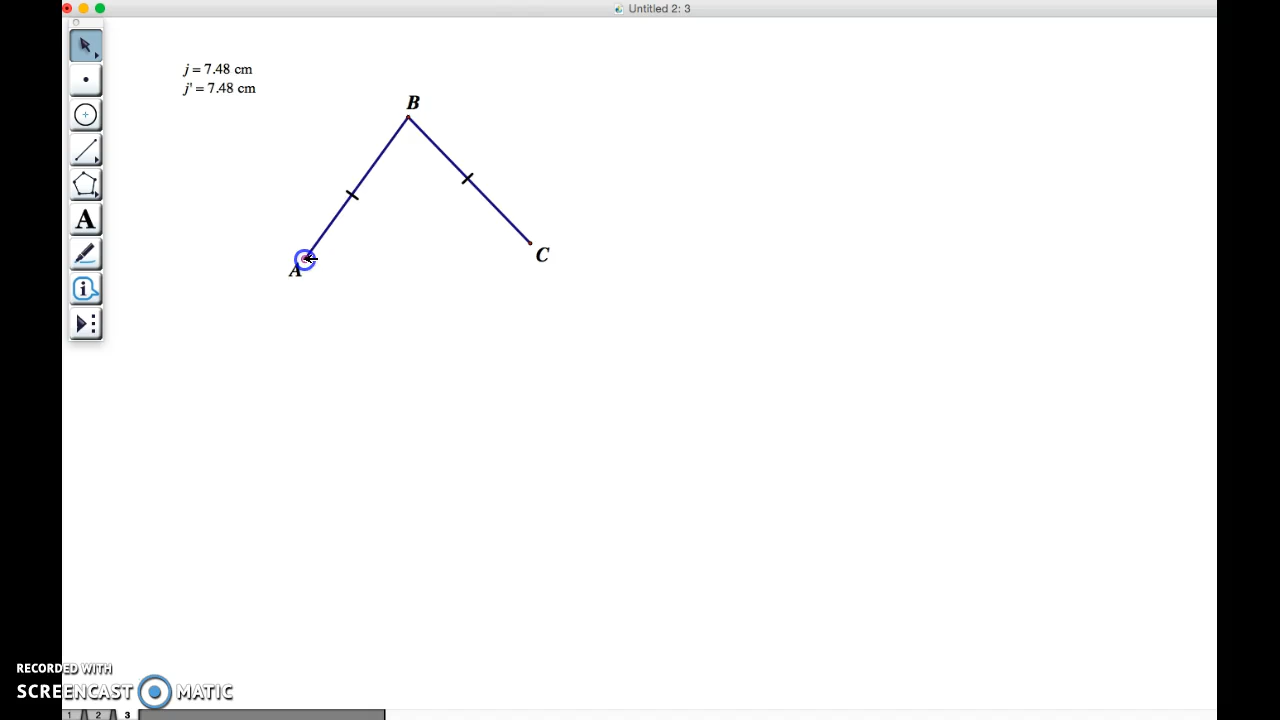 Untitled 2: 3
j = 7.48 cm
j' = 7.48 cm
B
A
C
A
i
RECORDED WITH
SCREENCAST MATIC
1 2 3